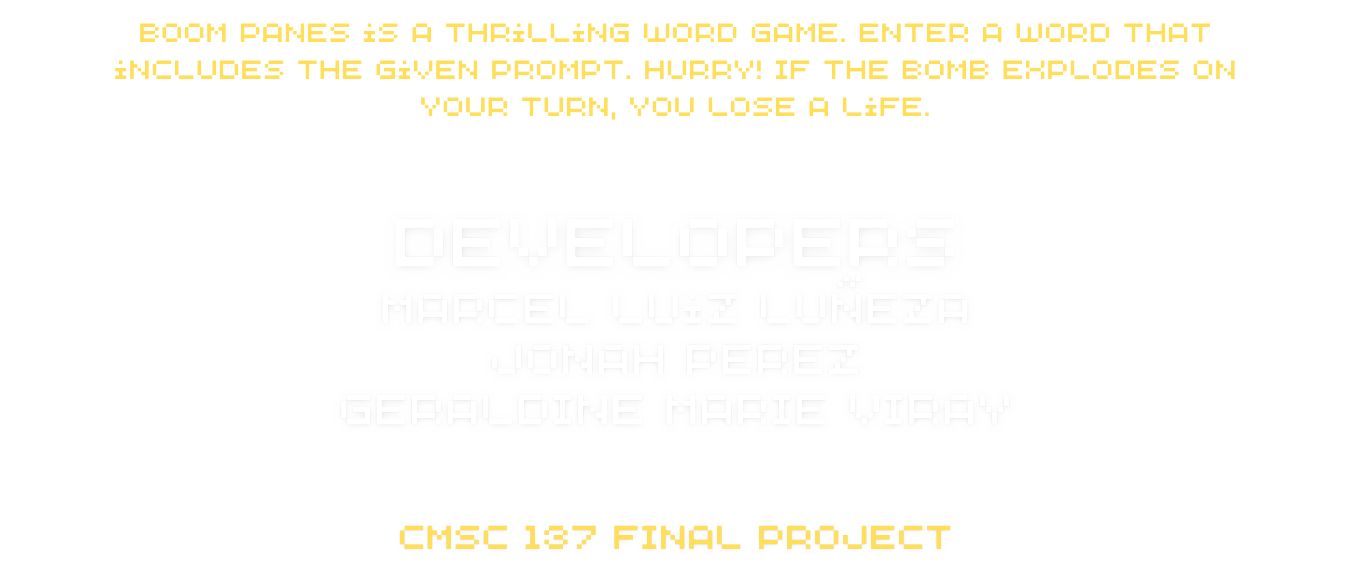 BOOM PANES iS A THRiLLiNG WORD GAME. ENTER A WORD THAT
iNCLUDES THE GiVEN PROMPT. HURRY! IF THE BOMB EXPLODES ON
YOUR TURN, YOU LOSE A LiFE.
DEVELOPERS
MARCEL LUiZ LUÑEZA
JONAH PEREZ
GERALDINE MARIE VIRAY
CMSC 137 FINAL PROJECT